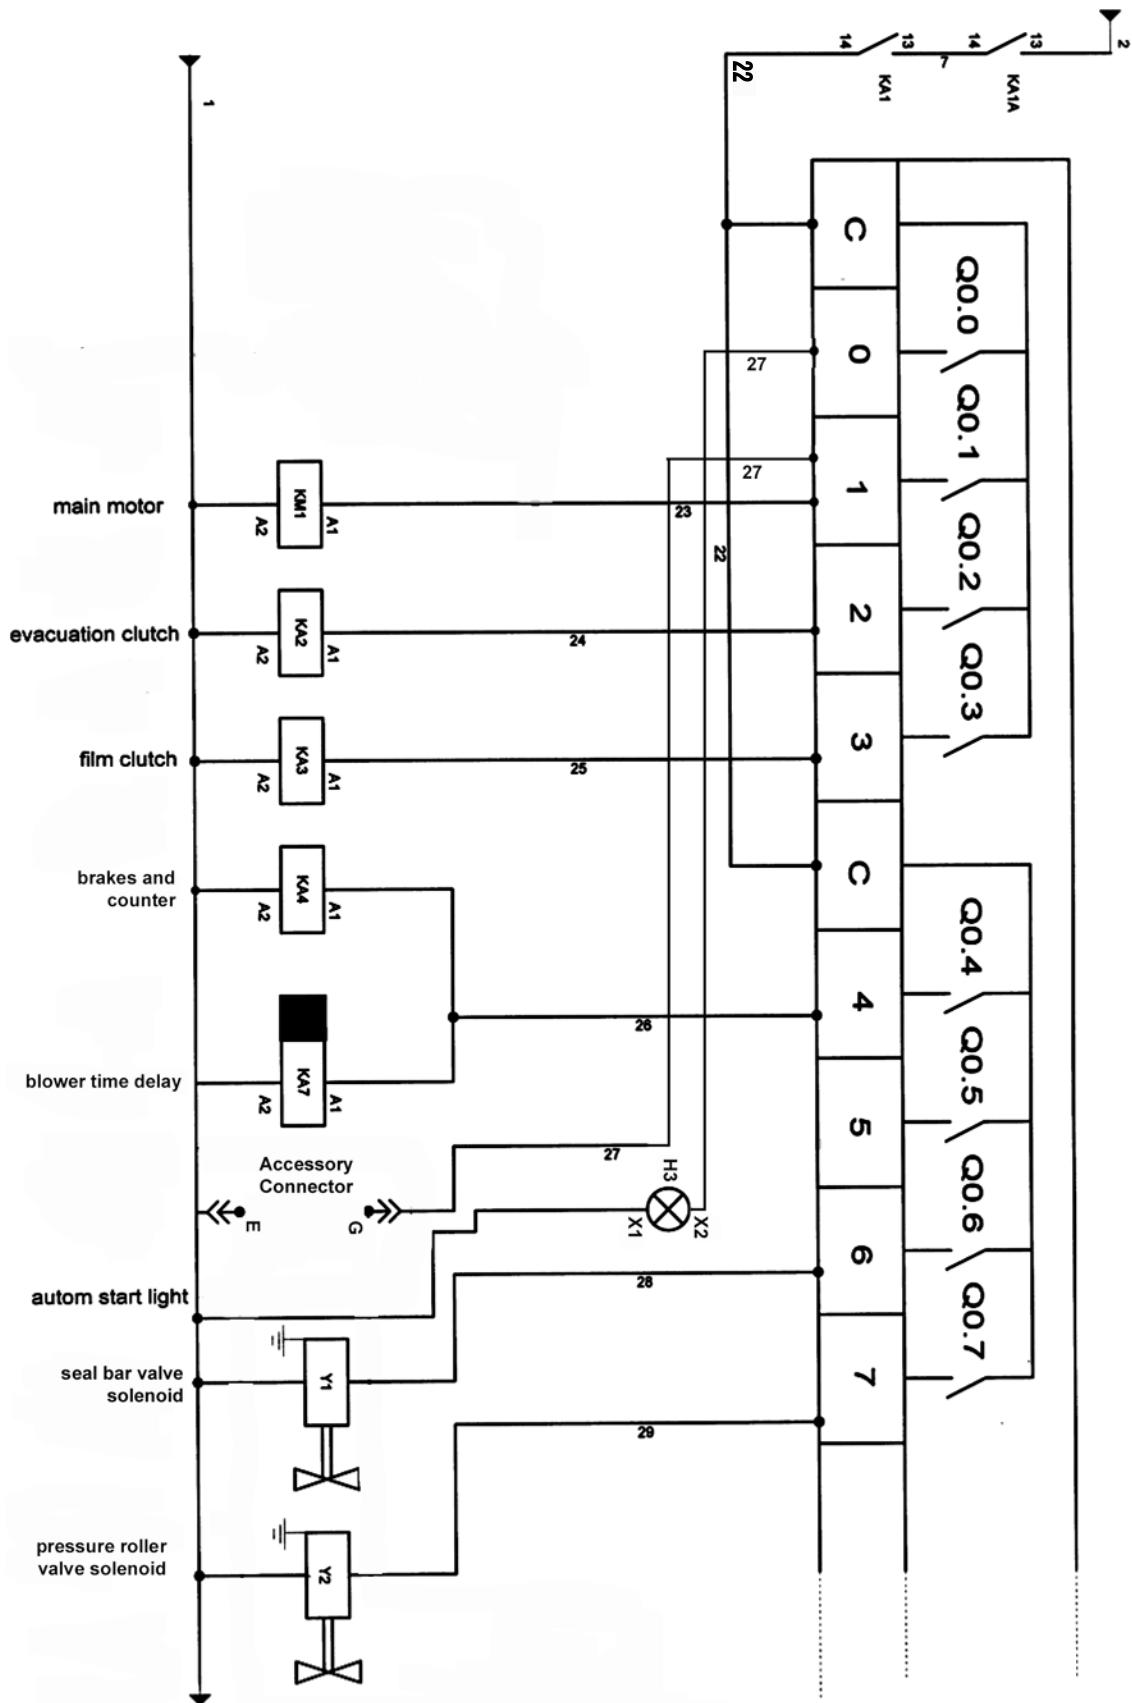 2
13
14
7
13
14
KA1A
KA1
22
1
C
Q0.0
0
27
Q0.1
27
1
main motor
KM1
A2
A1
23
22
Q0.2
2
evacuation clutch
KA2
A2
A1
24
Q0.3
3
film clutch
KA3
A2
A1
25
C
brakes and
counter
KA4
A2
A1
Q0.4
4
26
blower time delay
KA7
A2
A1
Q0.5
5
Accessory
Connector
27
H3
E
G
X1
X2
Q0.6
6
autom start light
28
Q0.7
7
seal bar valve
solenoid
Y1
29
pressure roller
valve solenoid
Y2